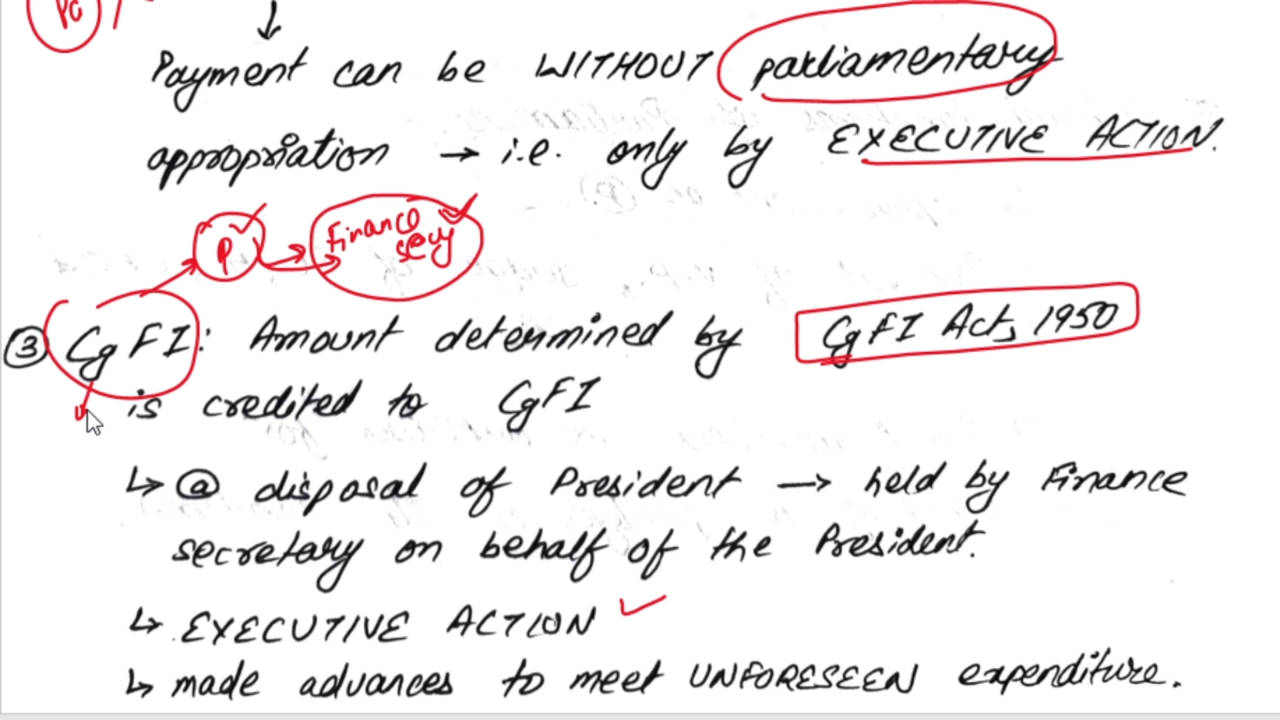 Pa
Payment can be WITHOUT parliamentary
appropriation → i.e. only by EXECUTIVE ACTION.
P → Finance secy
③ CgFI: Amount determined by CgFI Act, 1950
is credited to CgFI
↳ @ disposal of President → held by Finance
secretary on behalf of the President.
↳ EXECUTIVE ACTION
↳ made advances to meet UNFORESEEN expenditure.